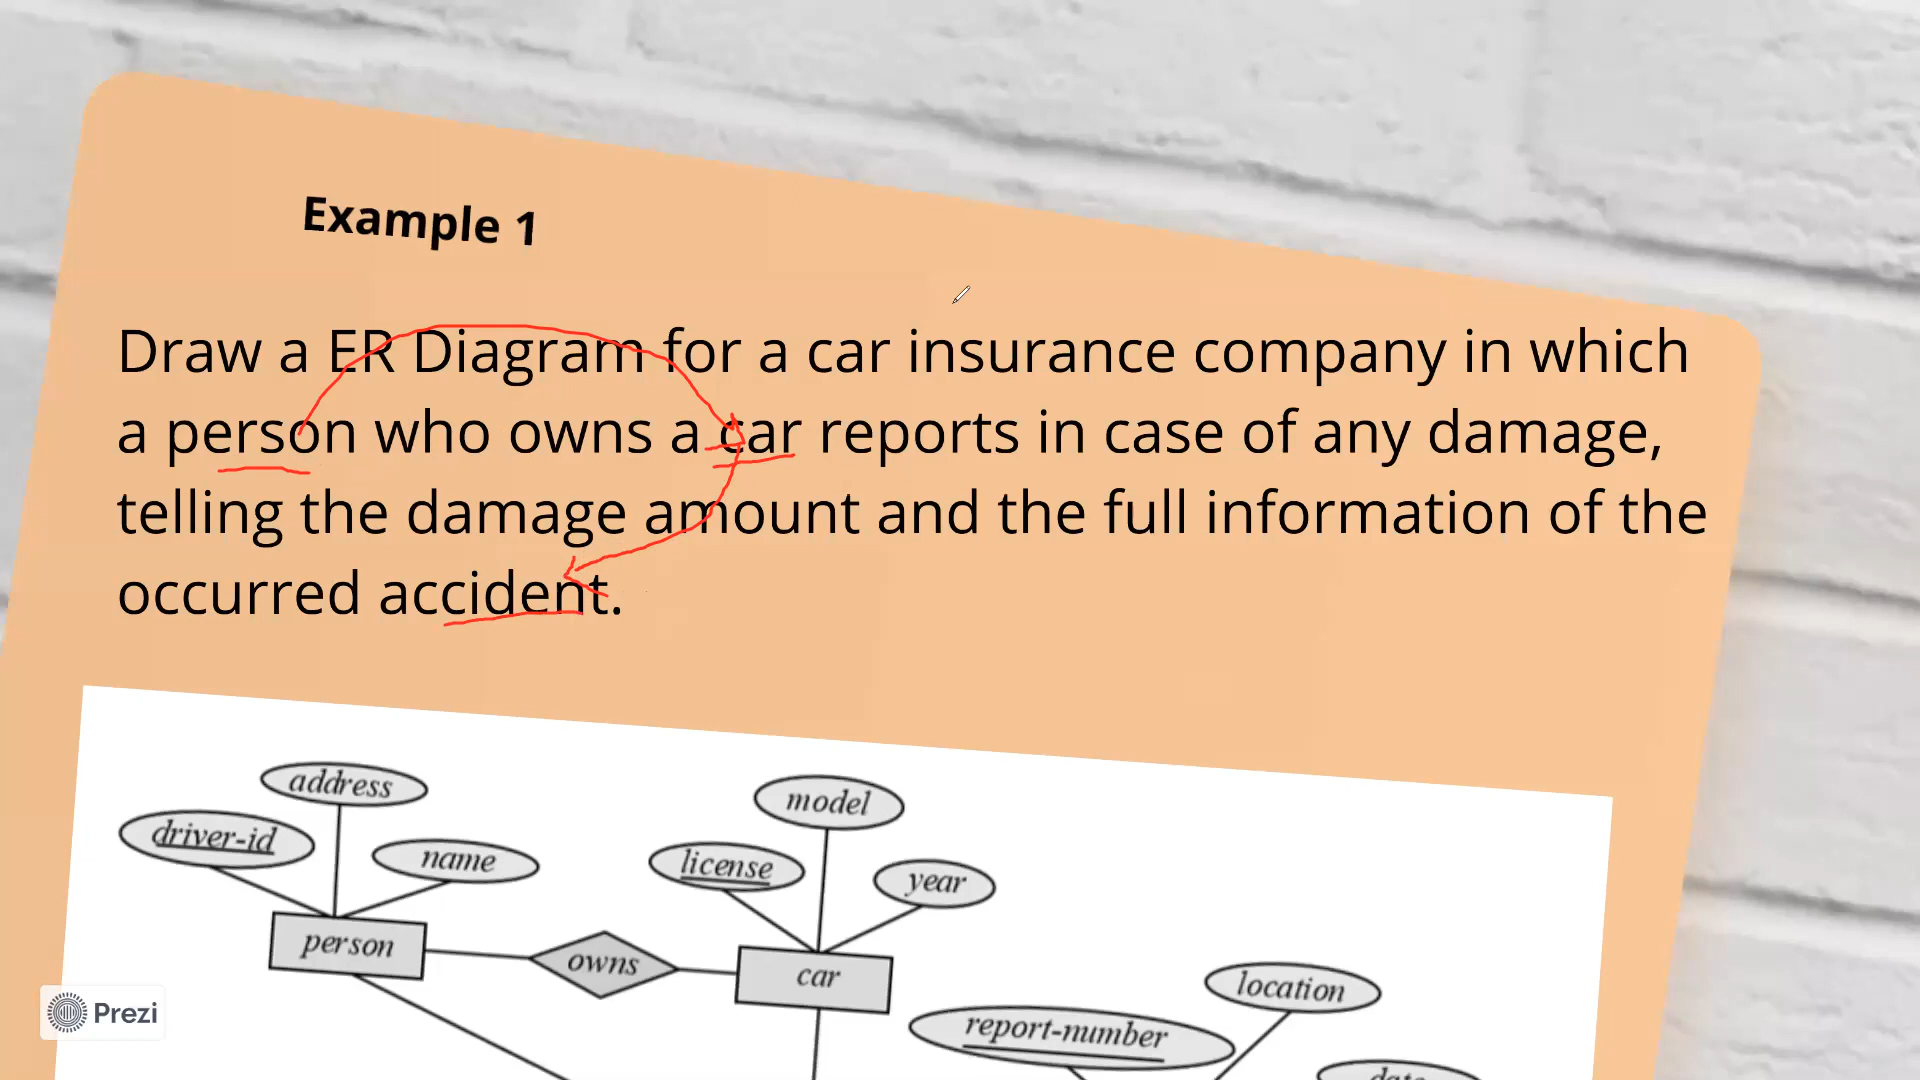 Example 1
Draw a ER Diagram for a car insurance company in which
a person who owns a car reports in case of any damage,
telling the damage amount and the full information of the
occurred accident.
address
model
driver-id
name
license
year
person
owns
car
location
report-number
Prezi